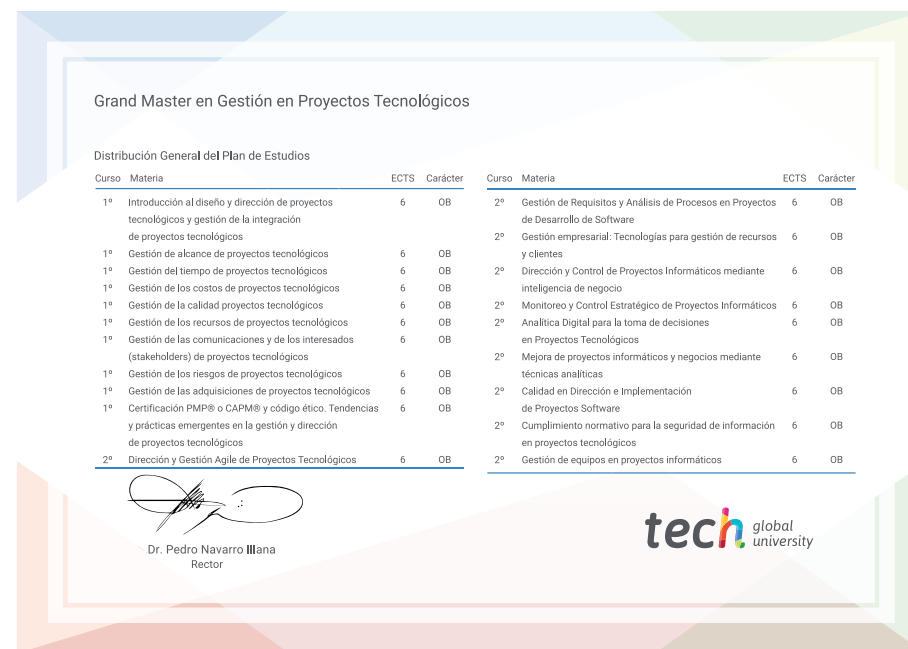 Grand Master en Gestión en Proyectos Tecnológicos
Distribución General del Plan de Estudios
Curso Materia ECTS Carácter
1º Introducción al diseño y dirección de proyectos 6 OB
tecnológicos y gestión de la integración
de proyectos tecnológicos
1º Gestión de alcance de proyectos tecnológicos 6 OB
1º Gestión del tiempo de proyectos tecnológicos 6 OB
1º Gestión de los costos de proyectos tecnológicos 6 OB
1º Gestión de la calidad proyectos tecnológicos 6 OB
1º Gestión de los recursos de proyectos tecnológicos 6 OB
1º Gestión de las comunicaciones y de los interesados 6 OB
(stakeholders) de proyectos tecnológicos
1º Gestión de los riesgos de proyectos tecnológicos 6 OB
1º Gestión de las adquisiciones de proyectos tecnológicos 6 OB
1º Certificación PMP® o CAPM® y código ético. Tendencias 6 OB
y prácticas emergentes en la gestión y dirección
de proyectos tecnológicos
2º Dirección y Gestión Agile de Proyectos Tecnológicos 6 OB
Curso Materia ECTS Carácter
2º Gestión de Requisitos y Análisis de Procesos en Proyectos 6 OB
de Desarrollo de Software
2º Gestión empresarial: Tecnologías para gestión de recursos 6 OB
y clientes
2º Dirección y Control de Proyectos Informáticos mediante 6 OB
inteligencia de negocio
2º Monitoreo y Control Estratégico de Proyectos Informáticos 6 OB
2º Analítica Digital para la toma de decisiones 6 OB
en Proyectos Tecnológicos
2º Mejora de proyectos informáticos y negocios mediante 6 OB
técnicas analíticas
2º Calidad en Dirección e Implementación 6 OB
de Proyectos Software
2º Cumplimiento normativo para la seguridad de información 6 OB
en proyectos tecnológicos
2º Gestión de equipos en proyectos informáticos 6 OB
Dr. Pedro Navarro Illana
Rector
tech global
university